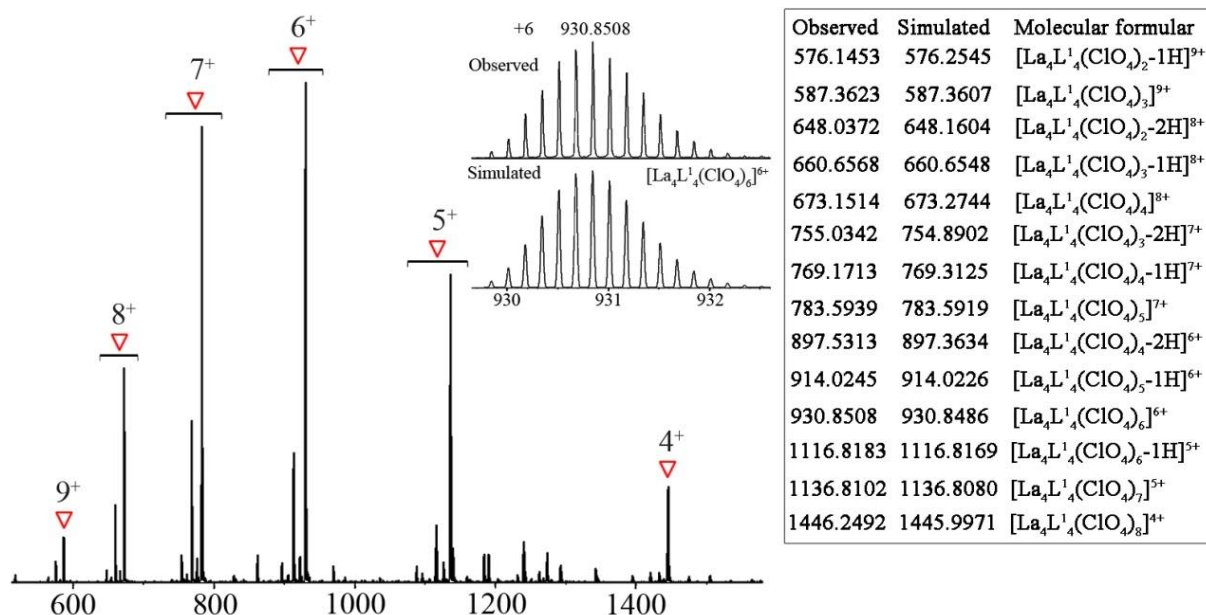 6⁺
7⁺
5⁺
8⁺
9⁺
4⁺
600 800 1000 1200 1400
+6 930.8508
Observed
Simulated [La₄L¹₄(ClO₄)₆]⁶⁺
930 931 932
Observed Simulated Molecular formular
576.1453 576.2545 [La₄L¹₄(ClO₄)₂-1H]⁹⁺
587.3623 587.3607 [La₄L¹₄(ClO₄)₃]⁹⁺
648.0372 648.1604 [La₄L¹₄(ClO₄)₂-2H]⁸⁺
660.6568 660.6548 [La₄L¹₄(ClO₄)₃-1H]⁸⁺
673.1514 673.2744 [La₄L¹₄(ClO₄)₄]⁸⁺
755.0342 754.8902 [La₄L¹₄(ClO₄)₃-2H]⁷⁺
769.1713 769.3125 [La₄L¹₄(ClO₄)₄-1H]⁷⁺
783.5939 783.5919 [La₄L¹₄(ClO₄)₅]⁷⁺
897.5313 897.3634 [La₄L¹₄(ClO₄)₄-2H]⁶⁺
914.0245 914.0226 [La₄L¹₄(ClO₄)₅-1H]⁶⁺
930.8508 930.8486 [La₄L¹₄(ClO₄)₆]⁶⁺
1116.8183 1116.8169 [La₄L¹₄(ClO₄)₆-1H]⁵⁺
1136.8102 1136.8080 [La₄L¹₄(ClO₄)₇]⁵⁺
1446.2492 1445.9971 [La₄L¹₄(ClO₄)₈]⁴⁺